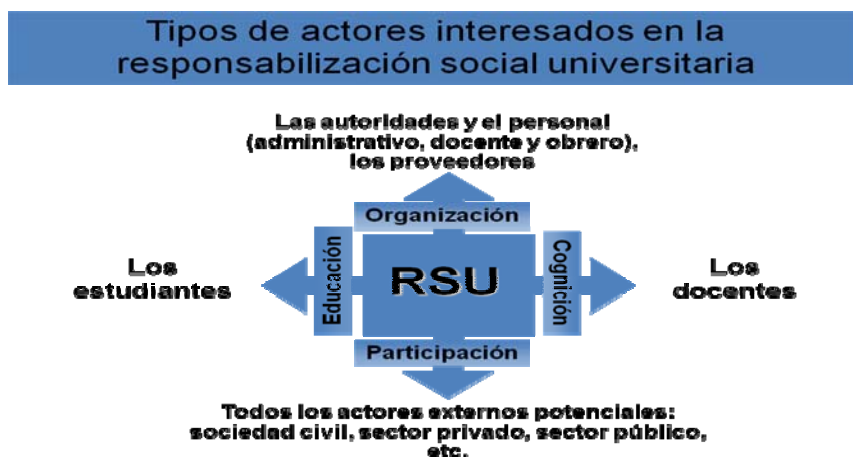 Tipos de actores interesados en la
responsabilización social universitaria
Las autoridades y el personal
(administrativo, docente y obrero),
los proveedores
Organización
Educación
Los
estudiantes
RSU
Cognición
Los
docentes
Participación
Todos los actores externos potenciales:
sociedad civil, sector privado, sector público,
etc.